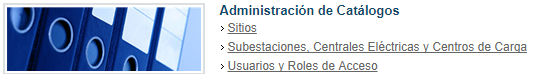 Administración de Catálogos
› Sitios
› Subestaciones, Centrales Eléctricas y Centros de Carga
› Usuarios y Roles de Acceso